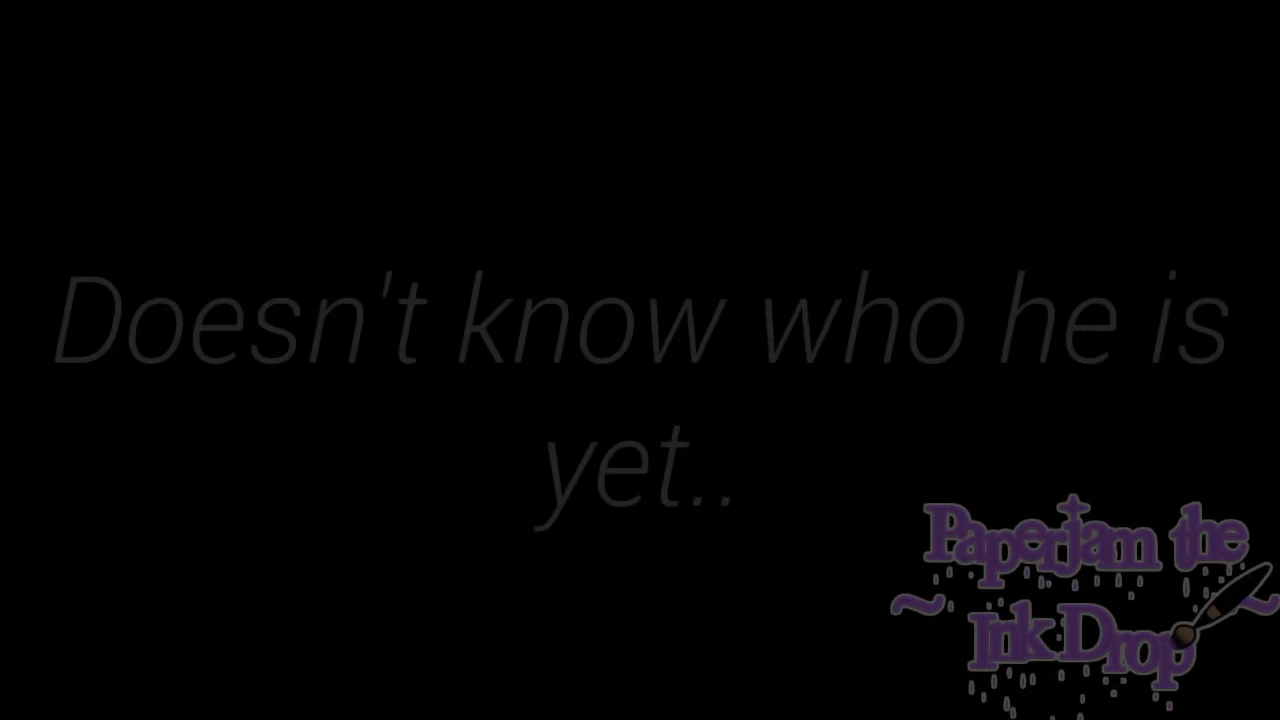 Doesn't know who he is
yet..
Paperjam the
~ Ink Drop ~